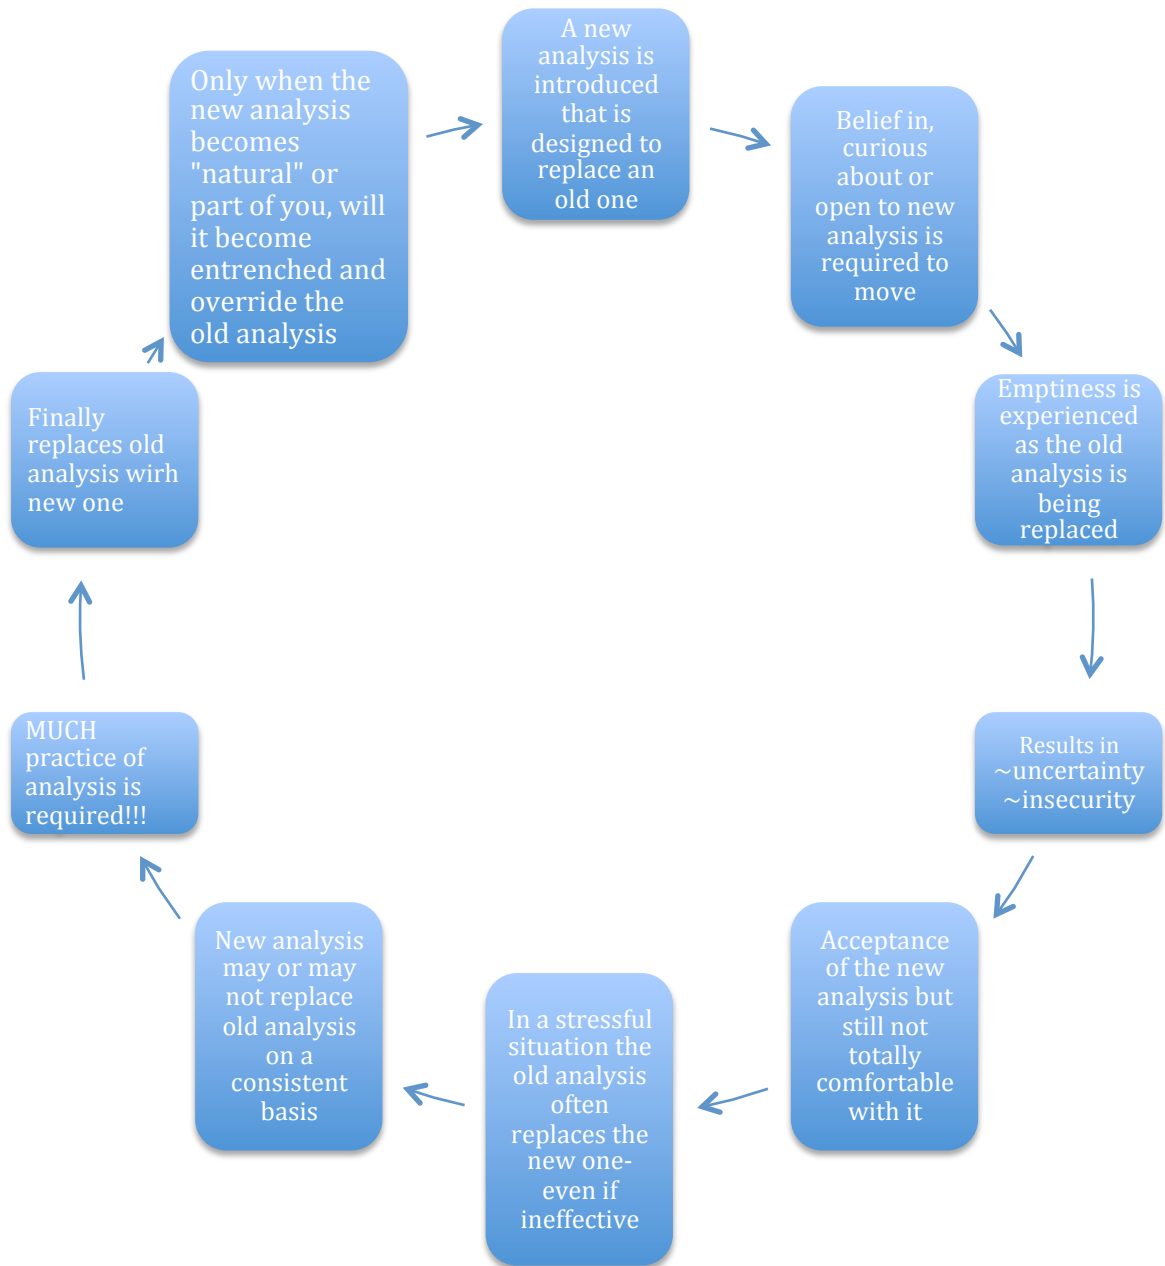 A new
analysis is
introduced
that is
designed to
replace an
old one
Belief in,
curious
about or
open to new
analysis is
required to
move
Emptiness is
experienced
as the old
analysis is
being
replaced
Results in
~uncertainty
~insecurity
Acceptance
of the new
analysis but
still not
totally
comfortable
with it
In a stressful
situation the
old analysis
often
replaces the
new one-
even if
ineffective
New analysis
may or may
not replace
old analysis
on a
consistent
basis
MUCH
practice of
analysis is
required!!!
Finally
replaces old
analysis wirh
new one
Only when the
new analysis
becomes
"natural" or
part of you, will
it become
entrenched and
override the
old analysis